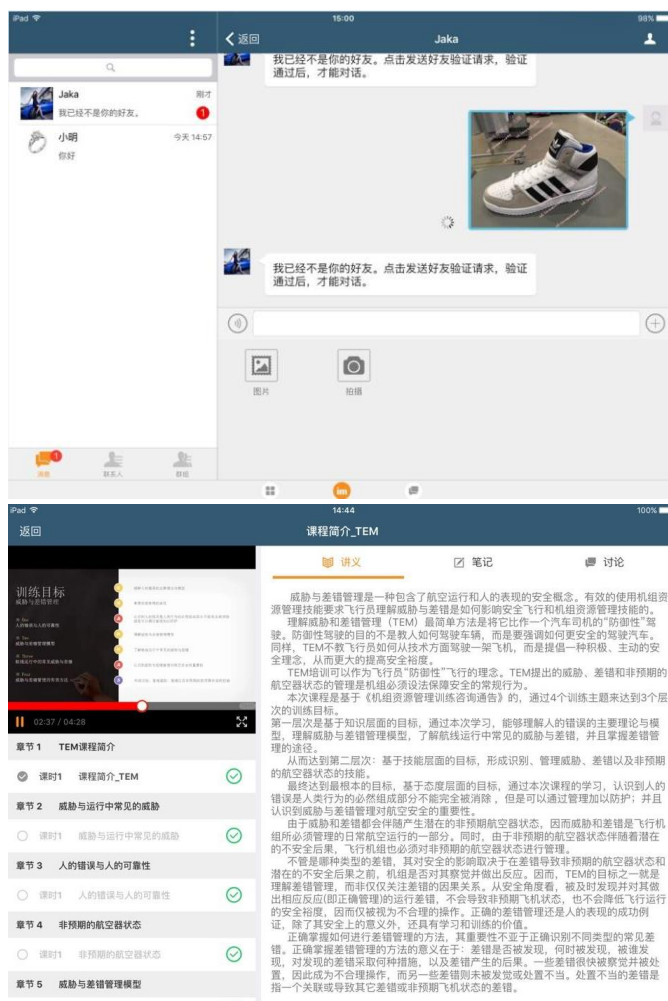 iPad
15:00
98%
返回
Jaka
Jaka
刚才
我已经不是你的好友。
1
小明
今天 14:57
你好
我已经不是你的好友。点击发送好友验证请求，验证
通过后，才能对话。
我已经不是你的好友。点击发送好友验证请求，验证
通过后，才能对话。
图片
拍摄
1
消息
联系人
群组
im
iPad
14:44
100%
返回
课程简介_TEM
训练目标
威胁与差错管理
02:37 / 04:28
章节 1 TEM课程简介
课时1 课程简介_TEM
章节 2 威胁与运行中常见的威胁
课时1 威胁与运行中常见的威胁
章节 3 人的错误与人的可靠性
课时1 人的错误与人的可靠性
章节 4 非预期的航空器状态
课时1 非预期的航空器状态
章节 5 威胁与差错管理模型
讲义
笔记
讨论
威胁与差错管理是一种包含了航空运行和人的表现的安全概念。有效的使用机组资
源管理技能要求飞行员理解威胁与差错是如何影响安全飞行和机组资源管理技能的。
理解威胁和差错管理（TEM）最简单方法是将它比作一个汽车司机的“防御性”驾
驶。防御性驾驶的目的不是教人如何驾驶车辆，而是要强调如何更安全的驾驶汽车。
同样，TEM不教飞行员如何从技术方面驾驶一架飞机，而是提倡一种积极、主动的安
全理念，从而更大的提高安全裕度。
TEM培训可以作为飞行员“防御性”飞行的理念。TEM提出的威胁、差错和非预期的
航空器状态的管理是机组必须设法保障安全的常规行为。
本次课程是基于《机组资源管理训练咨询通告》的，通过4个训练主题来达到3个层
次的训练目标。
第一层次是基于知识层面的目标，通过本次学习，能够理解人的错误的主要理论与模
型，理解威胁与差错管理模型，了解航线运行中常见的威胁与差错，并且掌握差错管
理的途径。
从而达到第二层次：基于技能层面的目标，形成识别、管理威胁、差错以及非预期
的航空器状态的技能。
最终达到最根本的目标，基于态度层面的目标，通过本次课程的学习，认识到人的
错误是人类行为的必然组成部分不能完全被消除，但是可以通过管理加以防护；并且
认识到威胁与差错管理对航空安全的重要性。
由于威胁和差错都会伴随产生潜在的非预期航空器状态，因而威胁和差错是飞行机
组所必须管理的日常航空运行的一部分。同时，由于非预期的航空器状态伴随着潜在
的不安全后果，飞行机组也必须对非预期的航空器状态进行管理。
不管是哪种类型的差错，其对安全的影响取决于在差错导致非预期的航空器状态和
潜在的不安全后果之前，机组是否对其察觉并做出反应。因而，TEM的目标之一就是
理解差错管理，而非仅仅关注差错的因果关系。从安全角度看，被及时发现并对其做
出相应反应(即正确管理)的运行差错，不会导致非预期飞机状态，也不会降低飞行运行
的安全裕度，因而仅被视为不合理的操作。正确的差错管理还是人的表现的成功例
证，除了其安全上的意义外，还具有学习和训练的价值。
正确掌握如何进行差错管理的方法，其重要性不亚于正确识别不同类型的常见差
错。正确掌握差错管理的方法的意义在于：差错是否被发现，何时被发现，被谁发
现，对发现的差错采取何种措施，以及差错产生的后果。一些差错很快被察觉并被处
置，因此成为不合理操作，而另一些差错则未被发觉或处置不当。处置不当的差错是
指一个关联或导致其它差错或非预期飞机状态的差错。